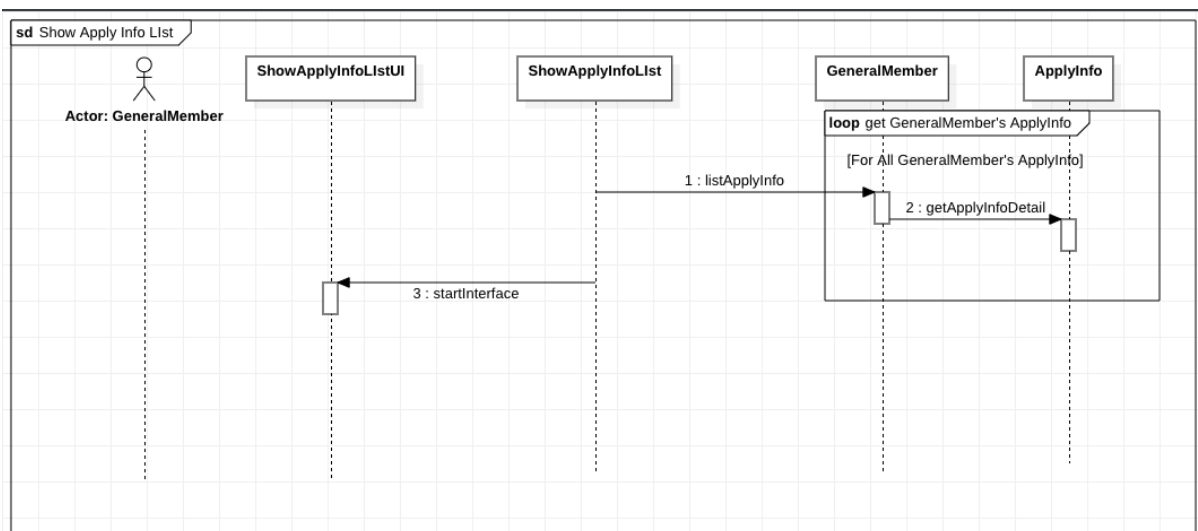 sd Show Apply Info LIst
ShowApplyInfoLIstUI
ShowApplyInfoLIst
GeneralMember
ApplyInfo
Actor: GeneralMember
loop get GeneralMember's ApplyInfo
[For All GeneralMember's ApplyInfo]
1 : listApplyInfo
2 : getApplyInfoDetail
3 : startInterface